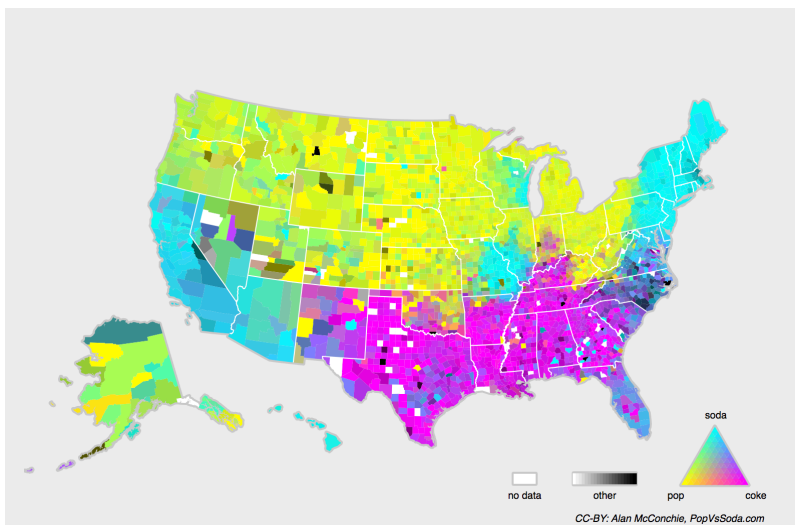 soda
pop
coke
no data
other
CC-BY: Alan McConchie, PopVsSoda.com